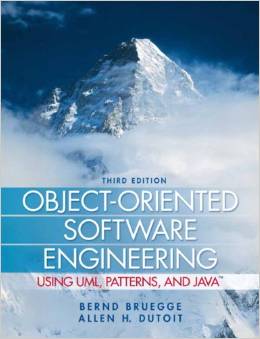 THIRD EDITION
OBJECT-ORIENTED
SOFTWARE
ENGINEERING
USING UML, PATTERNS, AND JAVA™
BERND BRUEGGE
ALLEN H. DUTOIT